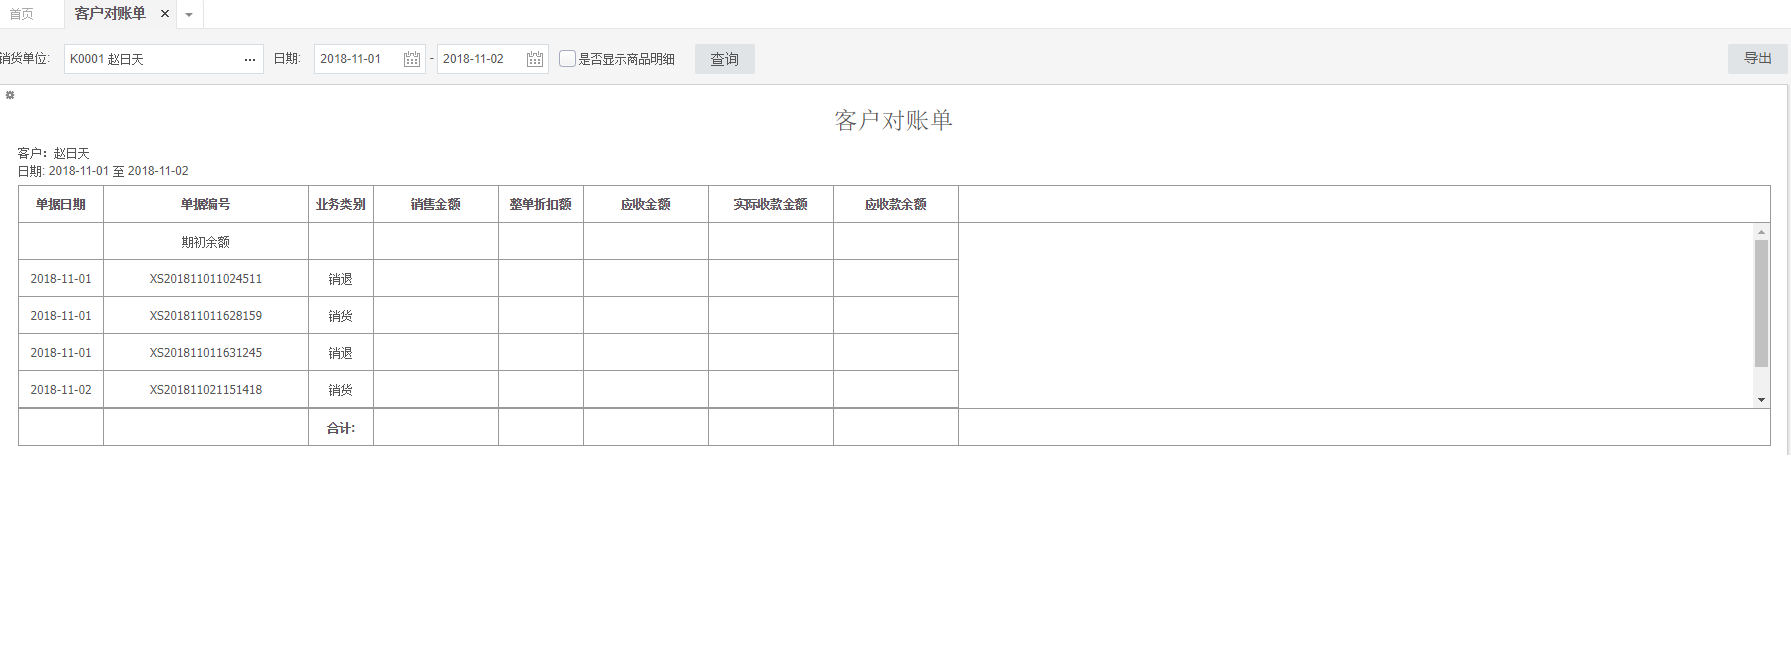 首页 客户对账单 ×
销货单位: K0001 赵日天 ... 日期: 2018-11-01 - 2018-11-02 是否显示商品明细 查询 导出
客户对账单
客户: 赵日天
日期: 2018-11-01 至 2018-11-02
单据日期 单据编号 业务类别 销售金额 整单折扣额 应收金额 实际收款金额 应收款余额
期初余额
2018-11-01 XS201811011024511 销退
2018-11-01 XS201811011628159 销货
2018-11-01 XS201811011631245 销退
2018-11-02 XS201811021151418 销货
合计: